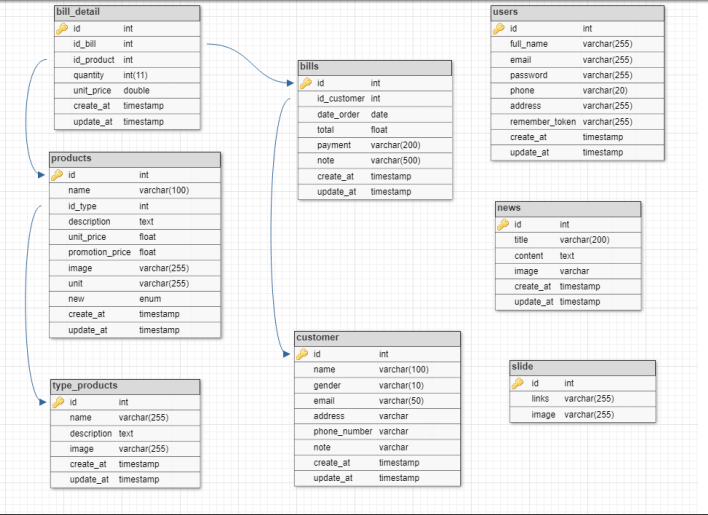 bill_detail
id int
id_bill int
id_product int
quantity int(11)
unit_price double
create_at timestamp
update_at timestamp
products
id int
name varchar(100)
id_type int
description text
unit_price float
promotion_price float
image varchar(255)
unit varchar(255)
new enum
create_at timestamp
update_at timestamp
type_products
id int
name varchar(255)
description text
image varchar(255)
create_at timestamp
update_at timestamp
bills
id int
id_customer int
date_order date
total float
payment varchar(200)
note varchar(500)
create_at timestamp
update_at timestamp
customer
id int
name varchar(100)
gender varchar(10)
email varchar(50)
address varchar
phone_number varchar
note varchar
create_at timestamp
update_at timestamp
users
id int
full_name varchar(255)
email varchar(255)
password varchar(255)
phone varchar(20)
address varchar(255)
remember_token varchar(255)
create_at timestamp
update_at timestamp
news
id int
title varchar(200)
content text
image varchar
create_at timestamp
update_at timestamp
slide
id int
links varchar(255)
image varchar(255)